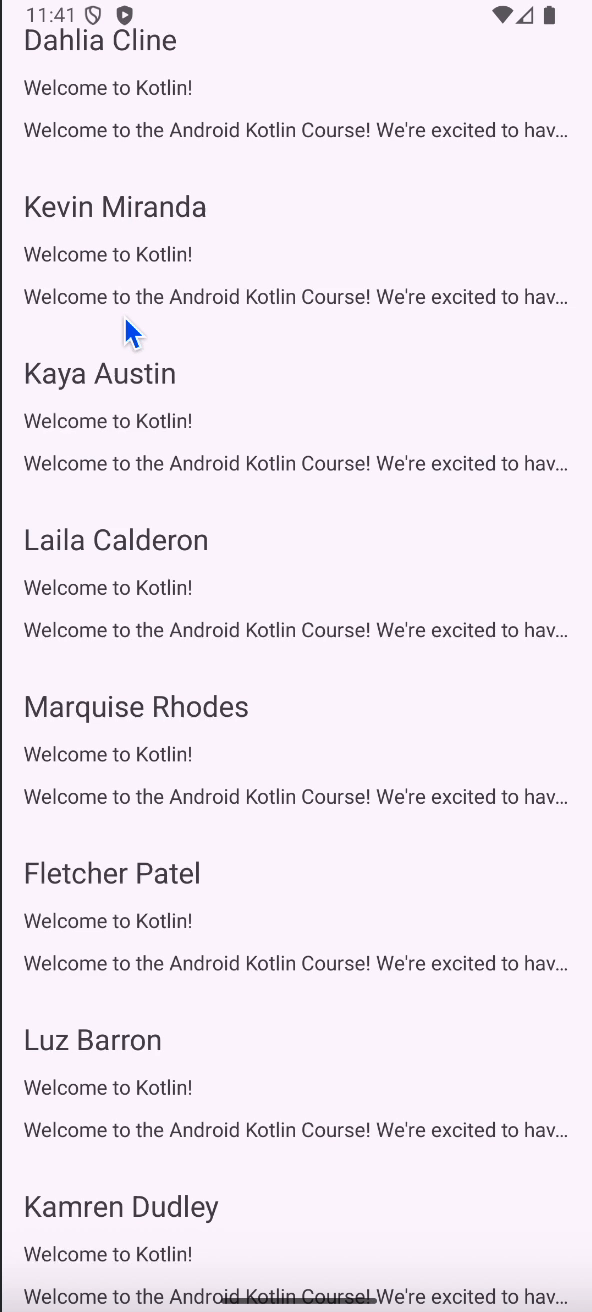 11:41
Dahlia Cline
Welcome to Kotlin!
Welcome to the Android Kotlin Course! We're excited to hav...
Kevin Miranda
Welcome to Kotlin!
Welcome to the Android Kotlin Course! We're excited to hav...
Kaya Austin
Welcome to Kotlin!
Welcome to the Android Kotlin Course! We're excited to hav...
Laila Calderon
Welcome to Kotlin!
Welcome to the Android Kotlin Course! We're excited to hav...
Marquise Rhodes
Welcome to Kotlin!
Welcome to the Android Kotlin Course! We're excited to hav...
Fletcher Patel
Welcome to Kotlin!
Welcome to the Android Kotlin Course! We're excited to hav...
Luz Barron
Welcome to Kotlin!
Welcome to the Android Kotlin Course! We're excited to hav...
Kamren Dudley
Welcome to Kotlin!
Welcome to the Android Kotlin Course! We're excited to hav...